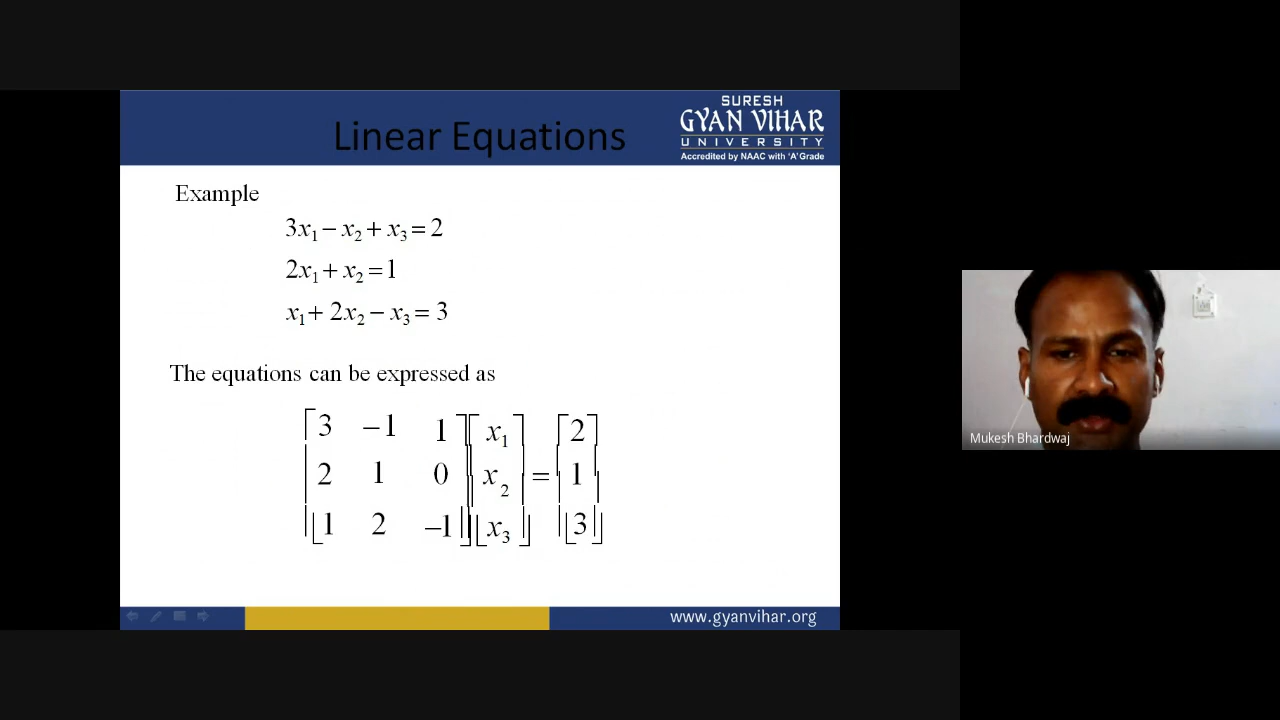 SURESH
GYAN VIHAR
UNIVERSITY
Accredited by NAAC with 'A' Grade
Linear Equations
Example
3x₁ − x₂ + x₃ = 2
2x₁ + x₂ = 1
x₁ + 2x₂ − x₃ = 3
The equations can be expressed as
3 −1 1 x₁ 2
2 1 0 x₂ = 1
1 2 −1 x₃ 3
www.gyanvihar.org
Mukesh Bhardwaj